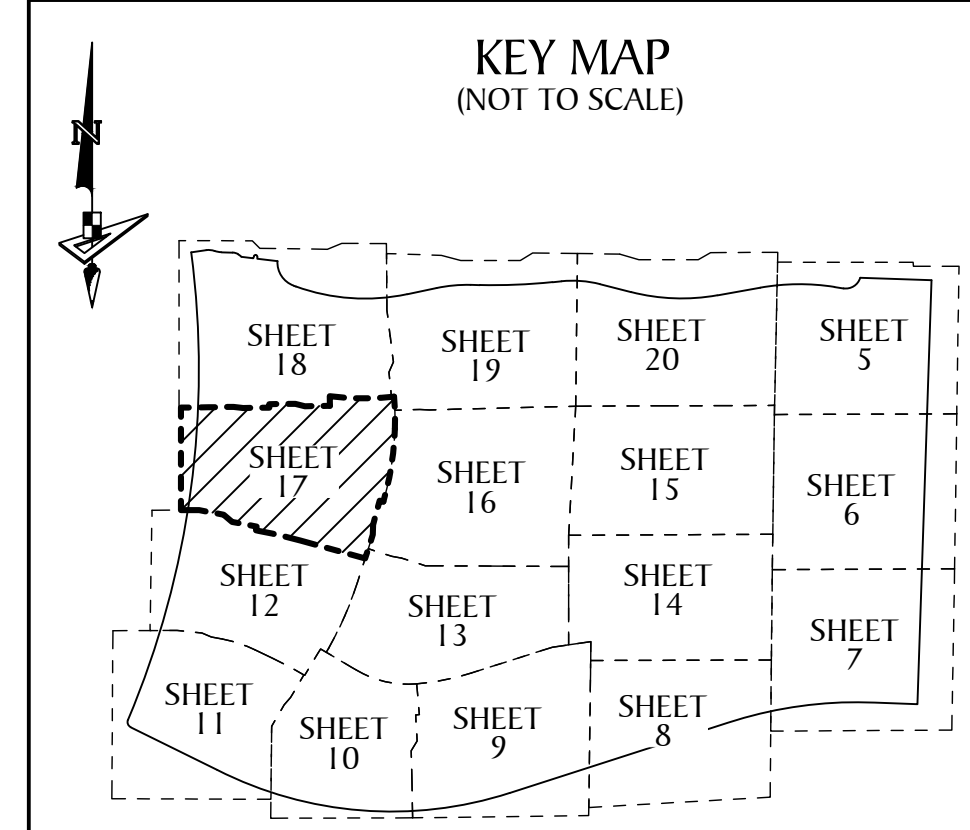 KEY MAP
(NOT TO SCALE)
N
SHEET
18
SHEET
19
SHEET
20
SHEET
5
SHEET
17
SHEET
16
SHEET
15
SHEET
6
SHEET
12
SHEET
13
SHEET
14
SHEET
7
SHEET
11
SHEET
10
SHEET
9
SHEET
8